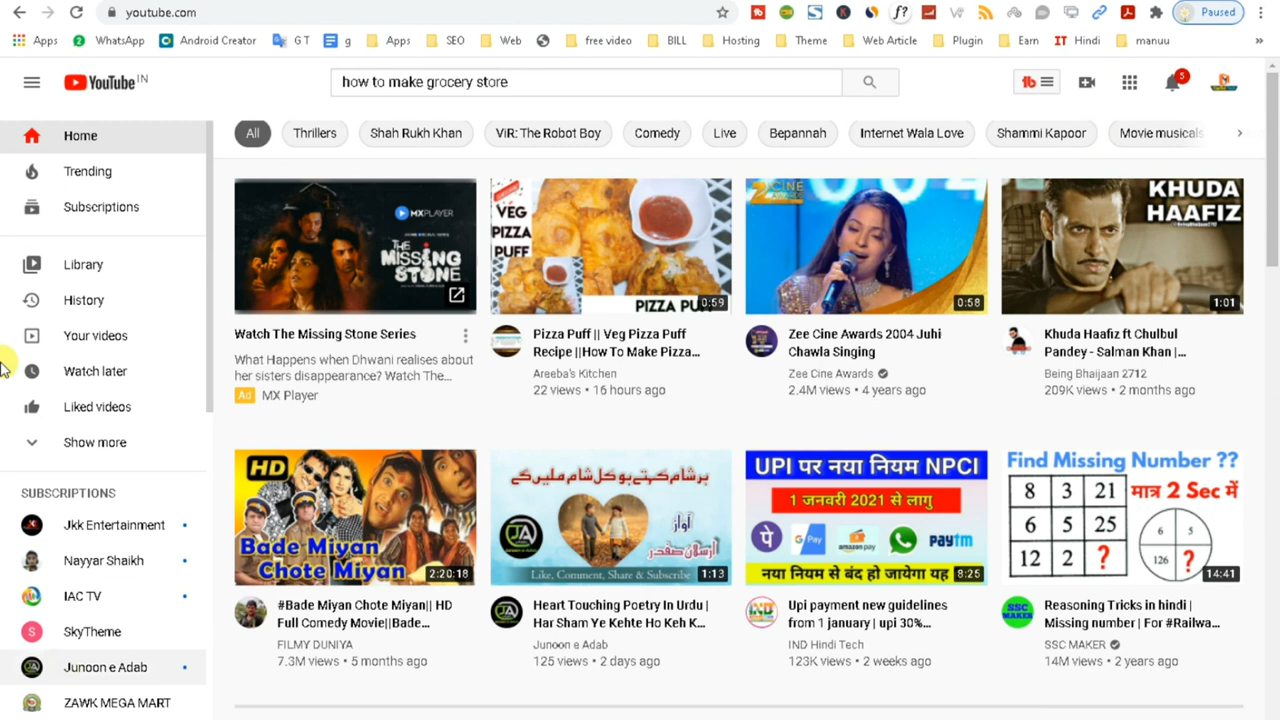 youtube.com
Paused
Apps
WhatsApp
Android Creator
G T
g
Apps
SEO
Web
free video
BILL
Hosting
Theme
Web Article
Plugin
Earn
IT Hindi
manuu
YouTube IN
how to make grocery store
5
Home
Trending
Subscriptions
Library
History
Your videos
Watch later
Liked videos
Show more
SUBSCRIPTIONS
Jkk Entertainment
Nayyar Shaikh
IAC TV
SkyTheme
Junoon e Adab
ZAWK MEGA MART
All
Thrillers
Shah Rukh Khan
ViR: The Robot Boy
Comedy
Live
Bepannah
Internet Wala Love
Shammi Kapoor
Movie musicals
MXPLAYER
THE
MISSING
STONE
Watch The Missing Stone Series
What Happens when Dhwani realises about
her sisters disappearance? Watch The...
Ad MX Player
VEG
PIZZA
PUFF
PIZZA PU
0:59
Pizza Puff || Veg Pizza Puff
Recipe ||How To Make Pizza...
Areeba's Kitchen
22 views • 16 hours ago
ZEE CINE
AWARDS
0:58
Zee Cine Awards 2004 Juhi
Chawla Singing
Zee Cine Awards
2.4M views • 4 years ago
KHUDA
HAAFIZ
1:01
Khuda Haafiz ft Chulbul
Pandey - Salman Khan |...
Being Bhaijaan 2712
209K views • 2 months ago
HD
Bade Miyan
Chote Miyan
2:20:18
#Bade Miyan Chote Miyan|| HD
Full Comedy Movie||Bade...
FILMY DUNIYA
7.3M views • 5 months ago
ہر شام کہتے ہو کل شام ملیں گے
آواز
ارسلان صفدر
JA
Like, Comment, Share & Subscribe
1:13
Heart Touching Poetry In Urdu |
Har Sham Ye Kehte Ho Keh K...
Junoon e Adab
125 views • 2 days ago
UPI पर नया नियम NPCI
1 जनवरी 2021 से लागु
G Pay
amazon pay
paytm
नया नियम से बंद हो जायेगा यह
8:25
Upi payment new guidelines
from 1 january | upi 30%...
IND Hindi Tech
123K views • 2 weeks ago
Find Missing Number ??
8 3 21
6 5 25
12 2 ?
मात्र 2 Sec में
6 5
126 ?
14:41
Reasoning Tricks in hindi |
Missing number | For #Railwa...
SSC MAKER
14M views • 2 years ago